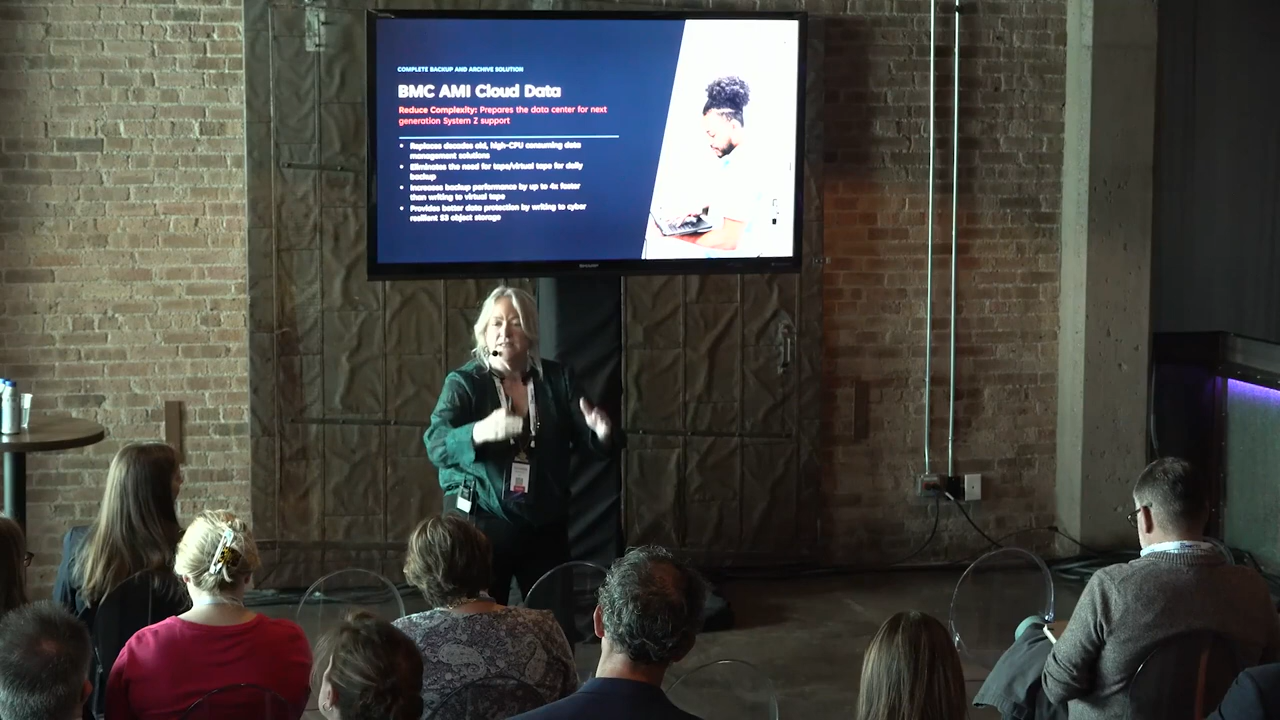 COMPLETE BACKUP AND ARCHIVE SOLUTION
BMC AMI Cloud Data
Reduce Complexity: Prepares the data center for next
generation System Z support
• Replaces decades old, high-CPU consuming data
management solutions
• Eliminates the need for tape/virtual tape for daily
backup
• Increases backup performance by up to 4x faster
than writing to virtual tape
• Provides better data protection by writing to cyber
resilient S3 object storage
SHARP